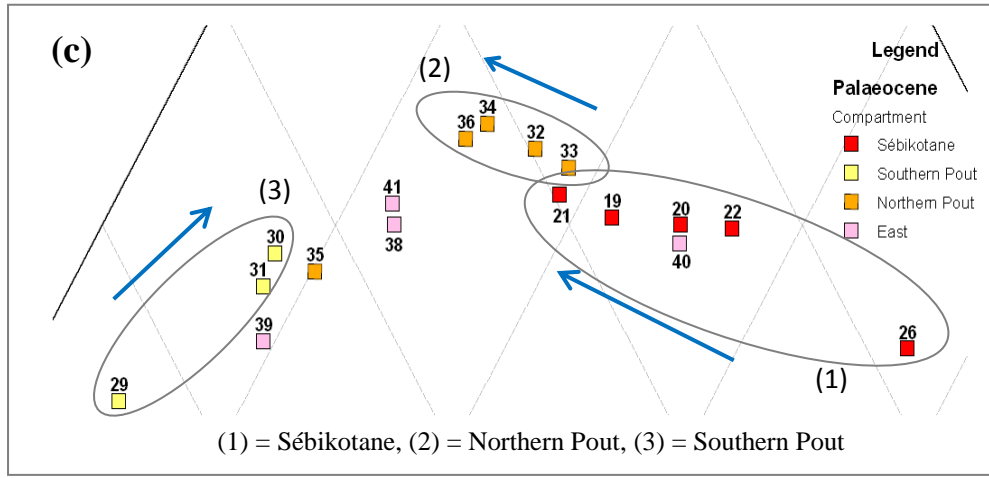 (c)
Legend
Palaeocene
Compartment
Sébikotane
Southern Pout
Northern Pout
East
(2)
34
36
32
33
(3)
41
38
30
31
35
39
29
21
19
20
22
40
26
(1)
(1) = Sébikotane, (2) = Northern Pout, (3) = Southern Pout